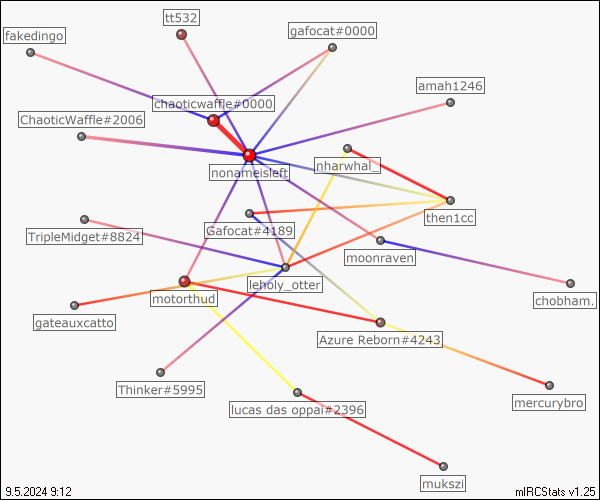 tt532
fakedingo
gafocat#0000
amah1246
chaoticwaffle#0000
ChaoticWaffle#2006
nharwhal_
nonameisleft
then1cc
Gafocat#4189
TripleMidget#8824
moonraven
leholy_otter
motorthud
chobham.
gateauxcatto
Azure Reborn#4243
Thinker#5995
mercurybro
lucas das oppai#2396
mukszi
9.5.2024 9:12
mIRCStats v1.25